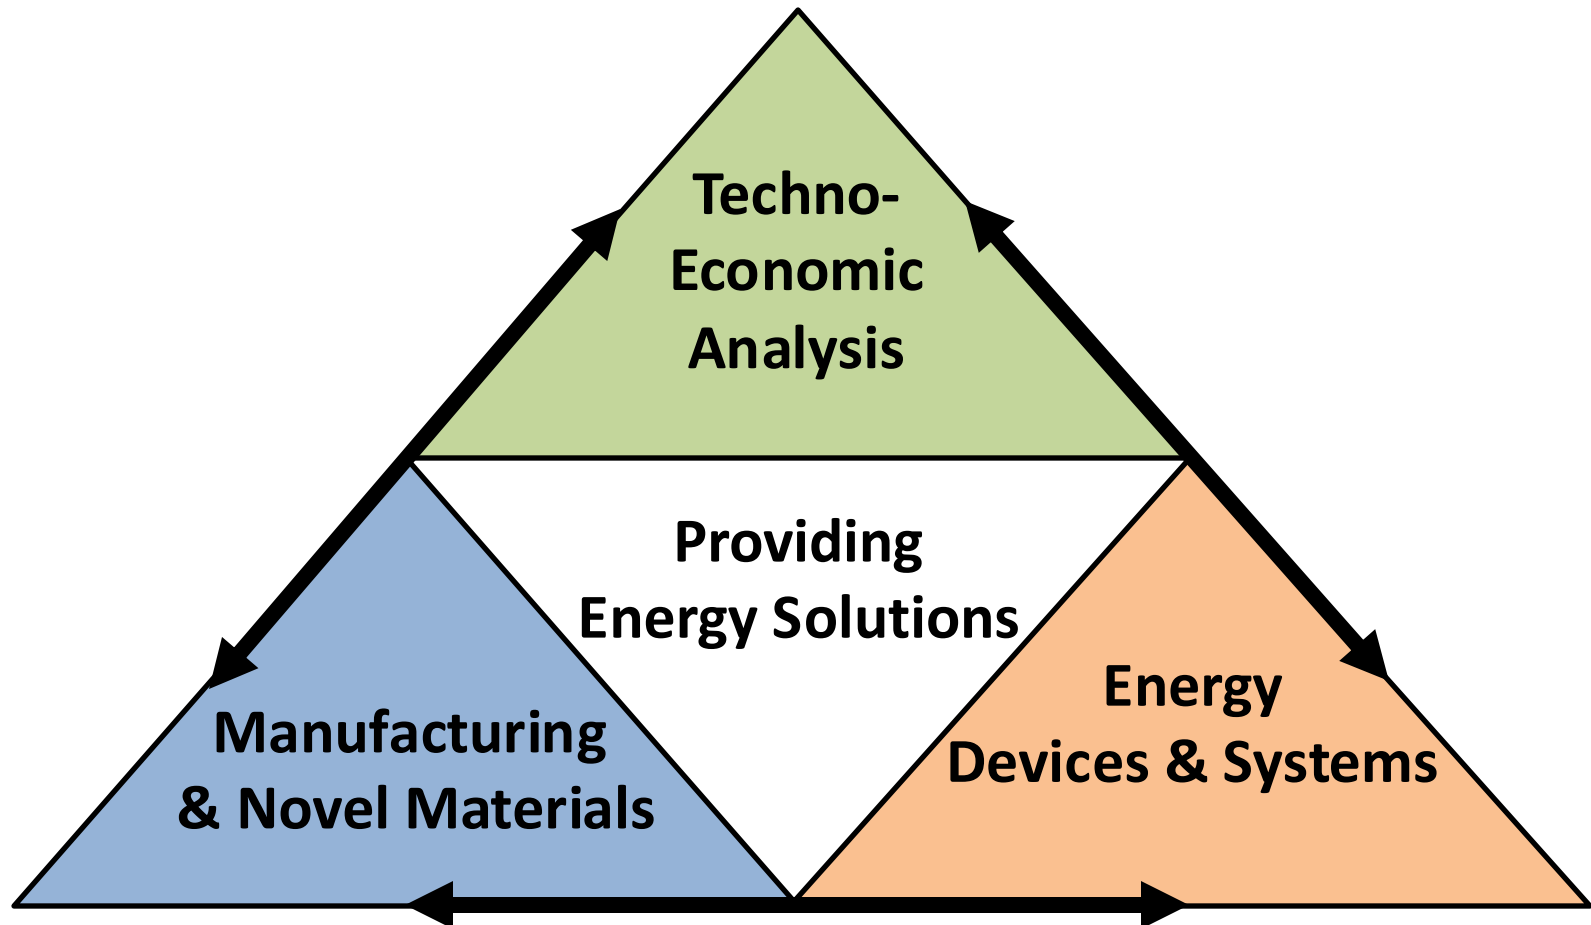 Techno-
Economic
Analysis
Providing
Energy Solutions
Manufacturing
& Novel Materials
Energy
Devices & Systems